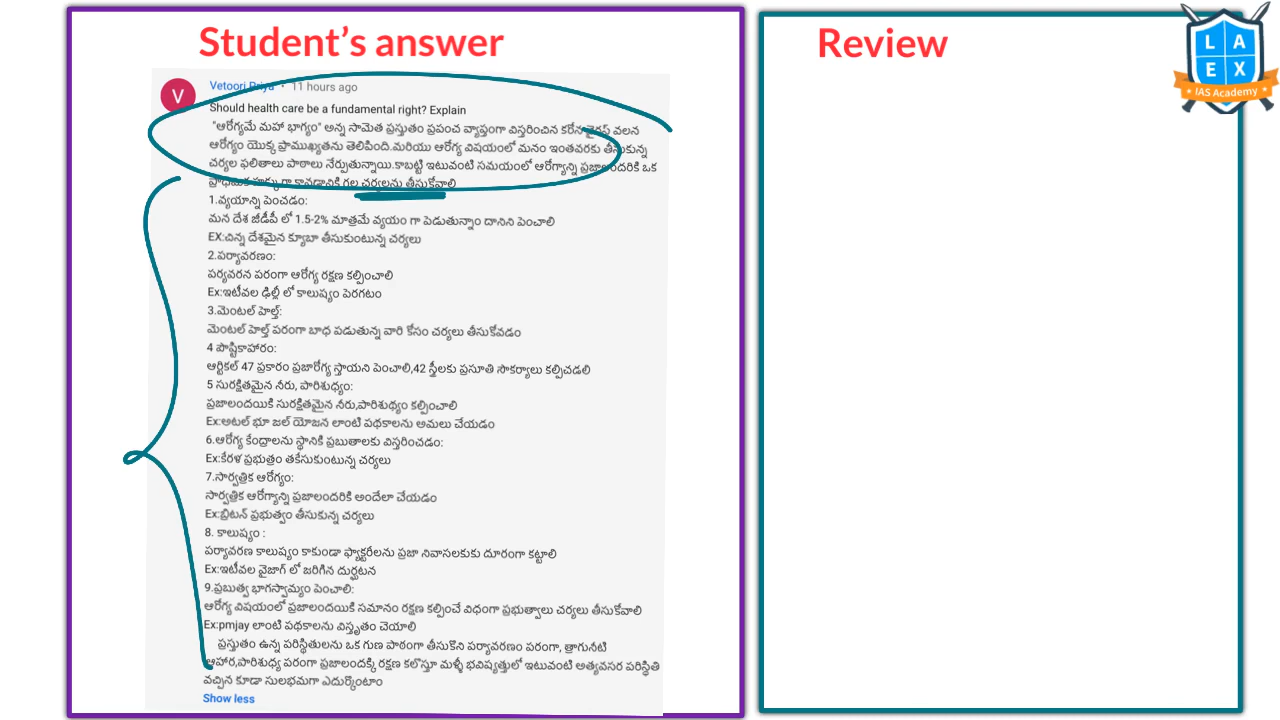 Student's answer
Review
L A
E X
IAS Academy
V
Vetoori Priya • 11 hours ago
Should health care be a fundamental right? Explain
"ఆరోగ్యమే మహా భాగ్యం" అన్న సామెత ప్రస్తుతం ప్రపంచ వ్యాప్తంగా విస్తరించిన కరోనవైరస్ వలన
ఆరోగ్యం యొక్క ప్రాముఖ్యతను తెలిపింది.మరియు ఆరోగ్య విషయంలో మనం ఇంతవరకు తీసుకున్న
చర్యల ఫలితాలు పాఠాలు నేర్పుతున్నాయి.కాబట్టి ఇటువంటి సమయంలో ఆరోగ్యాన్ని ప్రజాలందరికి ఒక
ప్రాధమిక హక్కుగా కావడానికి గల చర్యలను తీసుకోవాలి
1.వ్యయాన్ని పెంచడం:
మన దేశ జీడీపీ లో 1.5-2% మాత్రమే వ్యయం గా పెడుతున్నాం దానిని పెంచాలి
EX:చిన్న దేశమైన క్యూబా తీసుకుంటున్న చర్యలు
2.పర్యావరణం:
పర్యవరన పరంగా ఆరోగ్య రక్షణ కల్పించాలి
Ex:ఇటీవల ఢిల్లీ లో కాలుష్యం పెరగటం
3.మెంటల్ హెల్త్:
మెంటల్ హెల్త్ పరంగా బాధ పడుతున్న వారి కోసం చర్యలు తీసుకోవడం
4 పౌష్టికాహారం:
ఆర్టికల్ 47 ప్రకారం ప్రజారోగ్య స్తాయని పెంచాలి,42 స్త్రీలకు ప్రసూతి సౌకర్యాలు కల్పిచడలి
5 సురక్షితమైన నీరు, పారిశుధ్యం:
ప్రజాలందయికి సురక్షితమైన నీరు,పారిశుథ్యం కల్పించాలి
Ex:అటల్ భూ జల్ యోజన లాంటి పథకాలను అమలు చేయడం
6.ఆరోగ్య కేంద్రాలను స్థానికి ప్రబుతాలకు విస్తరించడం:
Ex:కేరళ ప్రభుత్రం తకేసుకుంటున్న చర్యలు
7.సార్వత్రిక ఆరోగ్యం:
సార్వత్రిక ఆరోగ్యాన్ని ప్రజాలందరికి అందేలా చేయడం
Ex:బ్రిటన్ ప్రభుత్వం తీసుకున్న చర్యలు
8. కాలుష్యం :
పర్యావరణ కాలుష్యం కాకుండా ఫ్యాక్టరీలను ప్రజా నివాసలకుకు దూరంగా కట్టాలి
Ex:ఇటీవల వైజాగ్ లో జరిగిన దుర్ఘటన
9.ప్రబుత్వ భాగస్వామ్యం పెంచాలి:
ఆరోగ్య విషయంలో ప్రజాలందయికి సమానం రక్షణ కల్పించే విధంగా ప్రభుత్వాలు చర్యలు తీసుకోవాలి
Ex:pmjay లాంటి పథకాలను విస్తృతం చెయాలి
ప్రస్తుతం ఉన్న పరిస్థితులను ఒక గుణ పాఠంగా తీసుకొని పర్యావరణం పరంగా, త్రాగునీటి
ఆహార,పారిశుధ్య పరంగా ప్రజాలందక్కి రక్షణ కలొస్తూ మళ్ళీ భవిష్యత్తులో ఇటువంటి అత్యవసర పరిస్థితి
వచ్చిన కూడా సులభమగా ఎదుర్కొంటాం
Show less